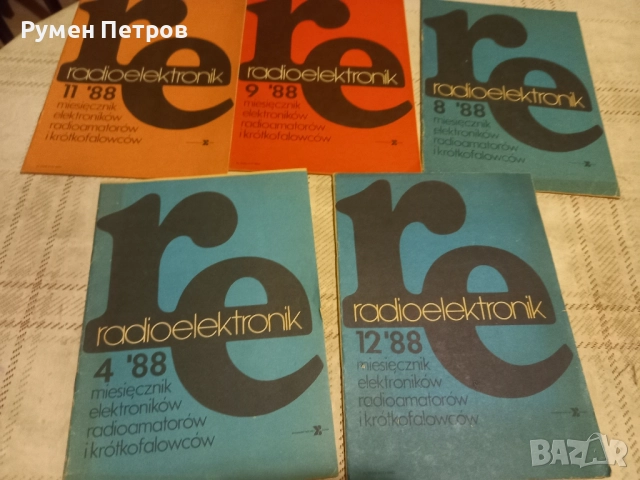 Румен Петров
re
radioelektronik
11 '88
miesięcznik
elektroników
radioamatorów
i krótkofalowców
re
radioelektronik
9 '88
miesięcznik
elektroników
radioamatorów
i krótkofalowców
re
radioelektronik
8 '88
miesięcznik
elektroników
radioamatorów
i krótkofalowców
re
radioelektronik
4 '88
miesięcznik
elektroników
radioamatorów
i krótkofalowców
re
radioelektronik
12 '88
miesięcznik
elektroników
radioamatorów
i krótkofalowców
BAZAR